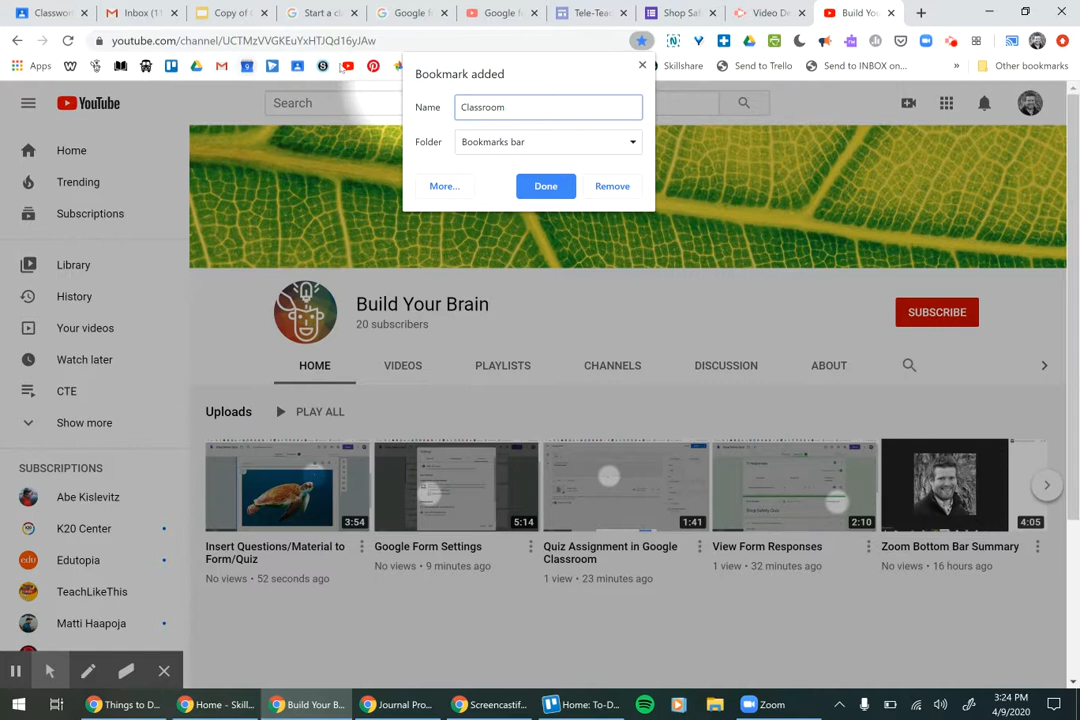 Classwor
Inbox (11
Copy of C
Start a cl
Google f
Google f
Tele-Teac
Shop Safe
Video De
Build You
youtube.com/channel/UCTMzVVGKEuYxHTJQd16yJAw
Apps
Skillshare
Send to Trello
Send to INBOX on...
»
Other bookmarks
Bookmark added
Name
Classroom
Folder
Bookmarks bar
More...
Done
Remove
YouTube
Search
Home
Trending
Subscriptions
Library
History
Your videos
Watch later
CTE
Show more
SUBSCRIPTIONS
Abe Kislevitz
K20 Center
edu
Edutopia
TeachLikeThis
Matti Haapoja
Build Your Brain
20 subscribers
SUBSCRIBE
HOME
VIDEOS
PLAYLISTS
CHANNELS
DISCUSSION
ABOUT
Uploads
PLAY ALL
3:54
5:14
1:41
2:10
4:05
Insert Questions/Material to Form/Quiz
No views • 52 seconds ago
Google Form Settings
No views • 9 minutes ago
Quiz Assignment in Google Classroom
1 view • 23 minutes ago
View Form Responses
1 view • 32 minutes ago
Zoom Bottom Bar Summary
No views • 16 hours ago
Things to D...
Home - Skill...
Build Your B...
Journal Pro...
Screencastif...
Home: To-D...
Zoom
3:24 PM
4/9/2020